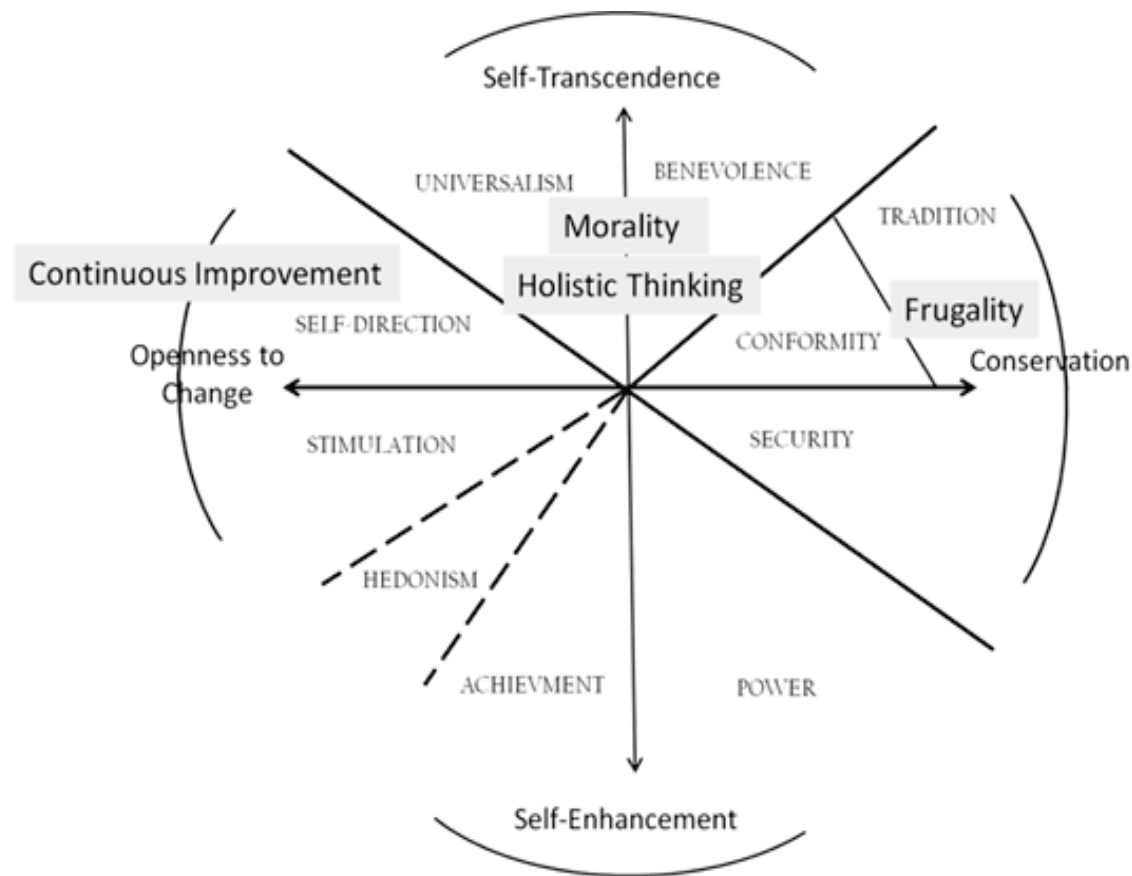 Self-Transcendence
BENEVOLENCE
UNIVERSALISM
TRADITION
Morality
Continuous Improvement
Holistic Thinking
Frugality
SELF-DIRECTION
CONFORMITY
Openness to
Change
Conservation
STIMULATION
SECURITY
HEDONISM
ACHIEVMENT
POWER
Self-Enhancement